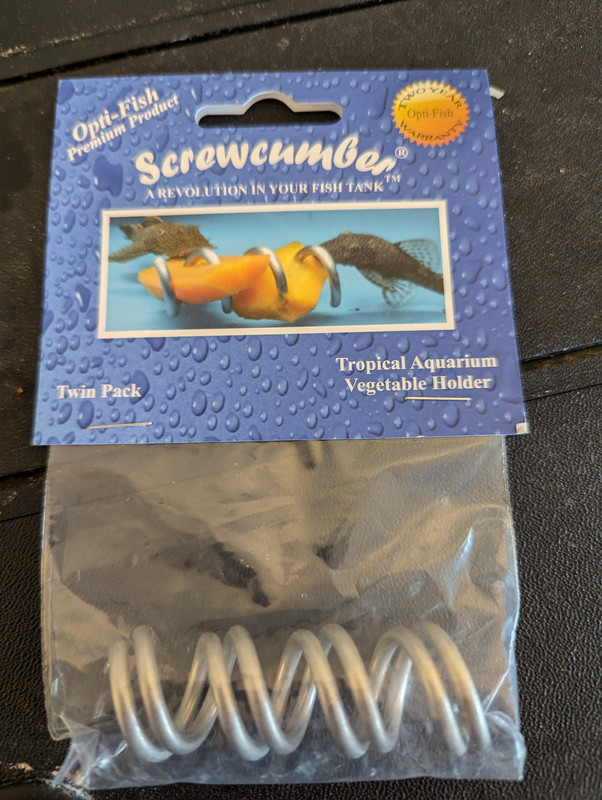 Opti-Fish
Premium Product
TWO YEAR
Opti-Fish
WARRANTY
Screwcumber®
A REVOLUTION IN YOUR FISH TANK™
Twin Pack
Tropical Aquarium
Vegetable Holder